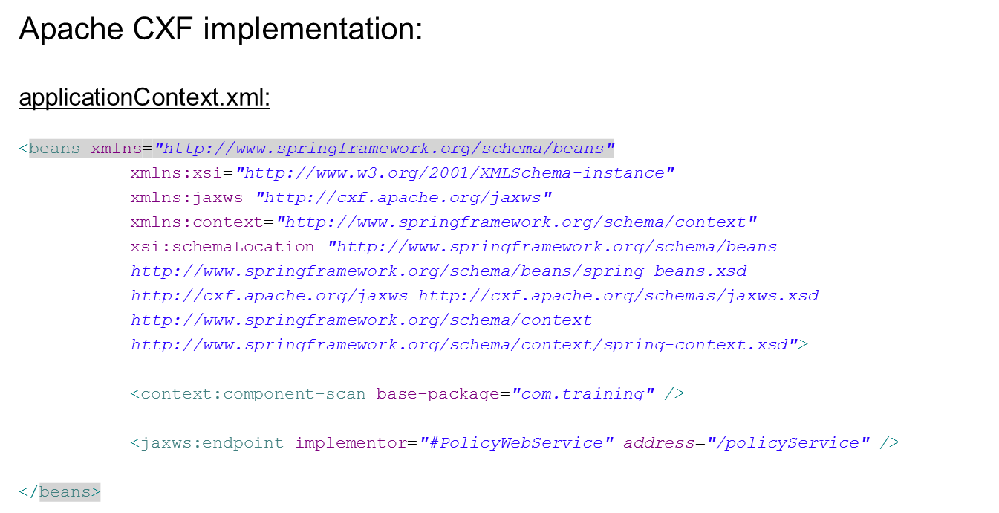 Apache CXF implementation:
applicationContext.xml:
<beans xmlns="http://www.springframework.org/schema/beans"
xmlns:xsi="http://www.w3.org/2001/XMLSchema-instance"
xmlns:jaxws="http://cxf.apache.org/jaxws"
xmlns:context="http://www.springframework.org/schema/context"
xsi:schemaLocation="http://www.springframework.org/schema/beans
http://www.springframework.org/schema/beans/spring-beans.xsd
http://cxf.apache.org/jaxws http://cxf.apache.org/schemas/jaxws.xsd
http://www.springframework.org/schema/context
http://www.springframework.org/schema/context/spring-context.xsd">
<context:component-scan base-package="com.training" />
<jaxws:endpoint implementor="#PolicyWebService" address="/policyService" />
</beans>